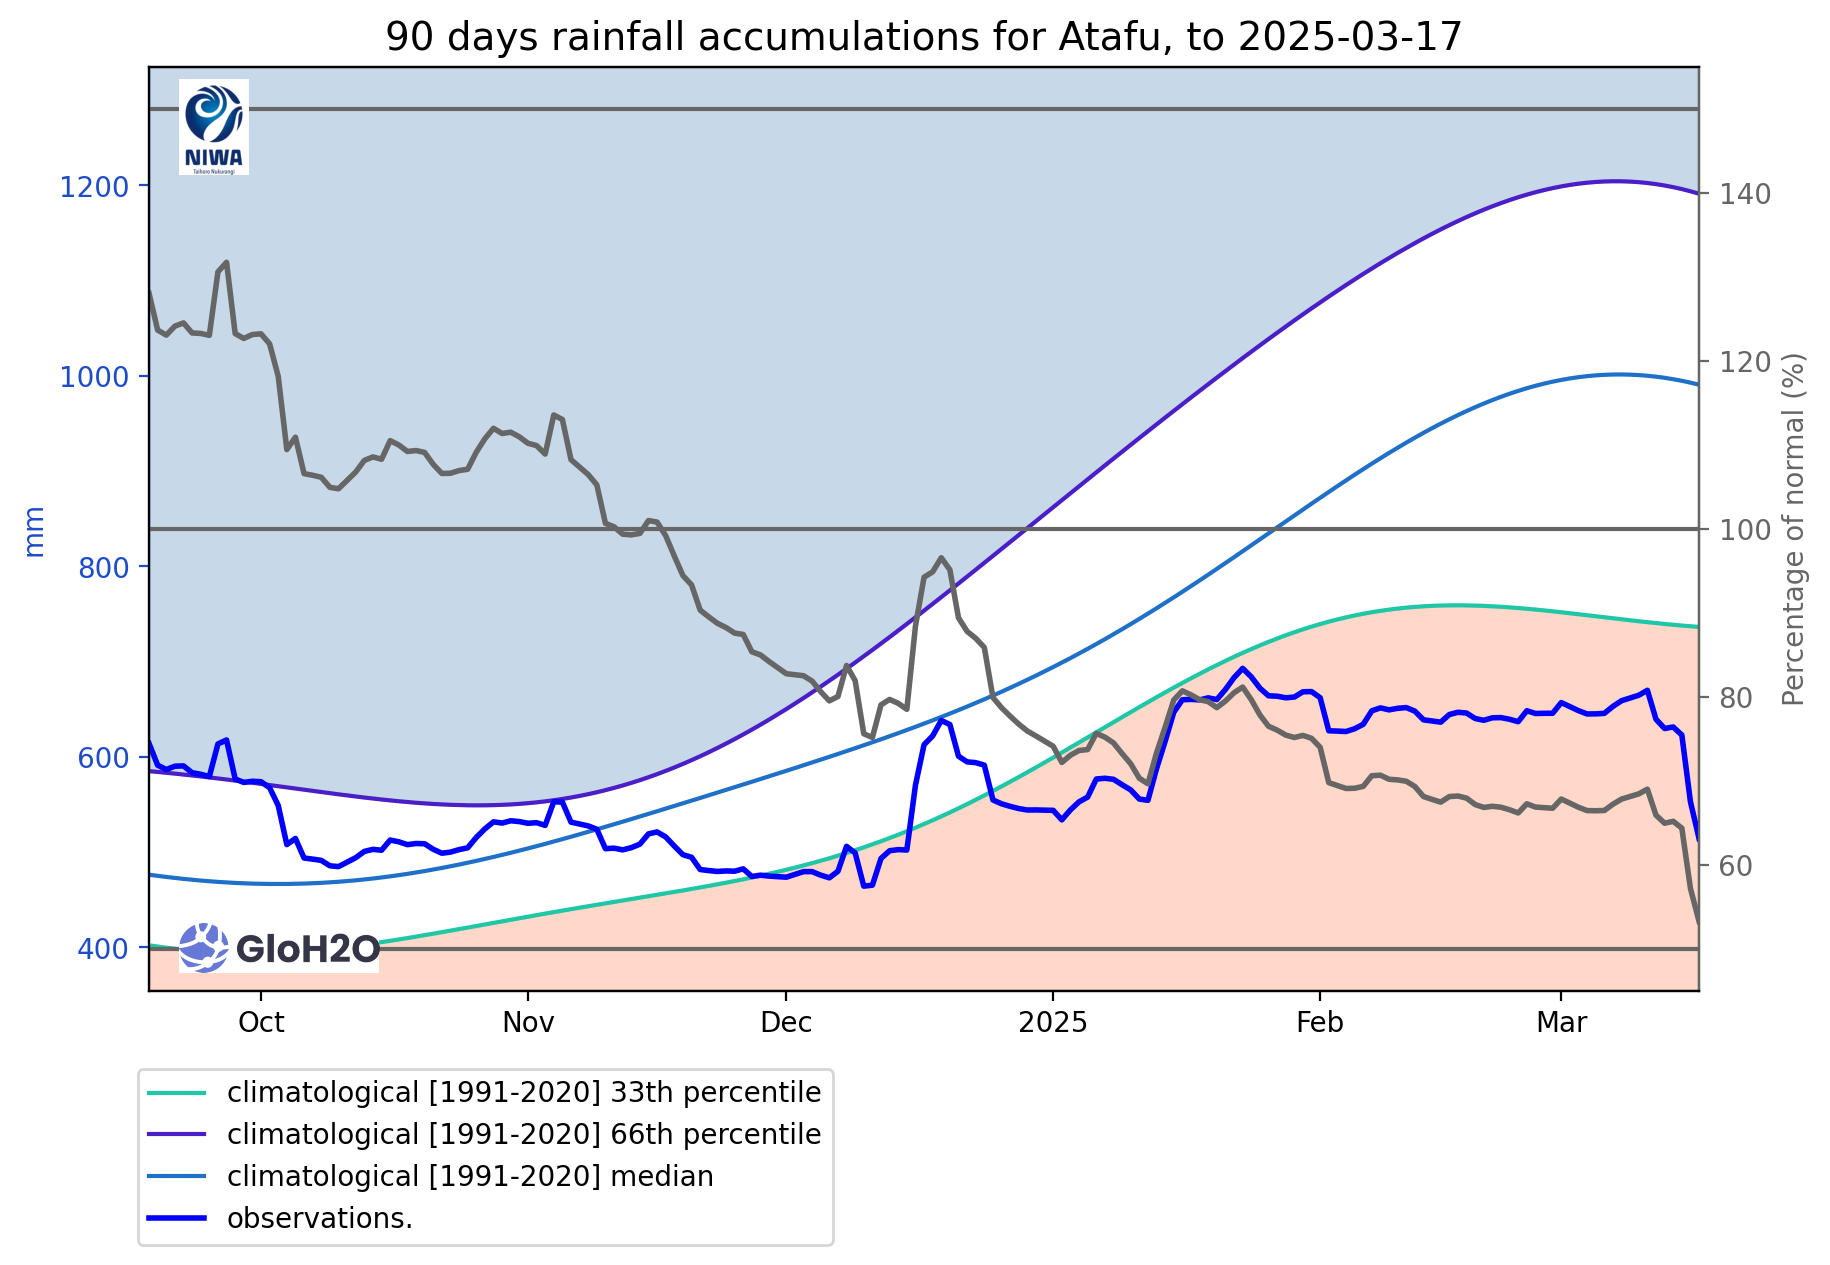 90 days rainfall accumulations for Atafu, to 2025-03-17
NIWA
Taihoro Nukurangi
1200
1000
800
600
400
mm
140
120
100
80
60
Percentage of normal (%)
GloH2O
Oct
Nov
Dec
2025
Feb
Mar
climatological [1991-2020] 33th percentile
climatological [1991-2020] 66th percentile
climatological [1991-2020] median
observations.